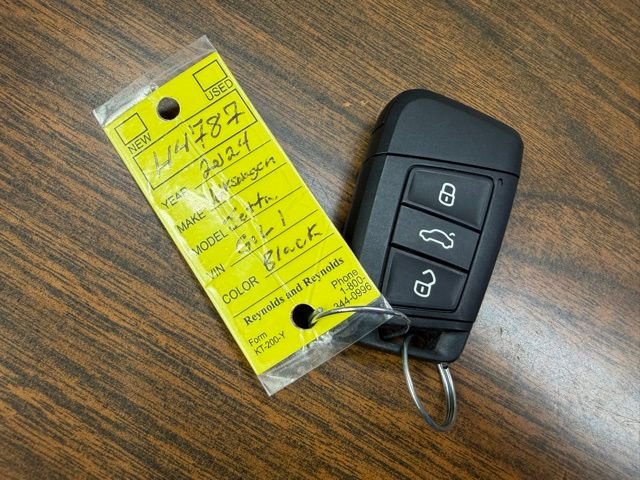 NEW USED
H4787
YEAR 2024
MAKE Volkswagen
MODEL Jetta
VIN
COLOR Black
Reynolds and Reynolds
Form
KT-200-Y
Phone
1-800-
344-0996